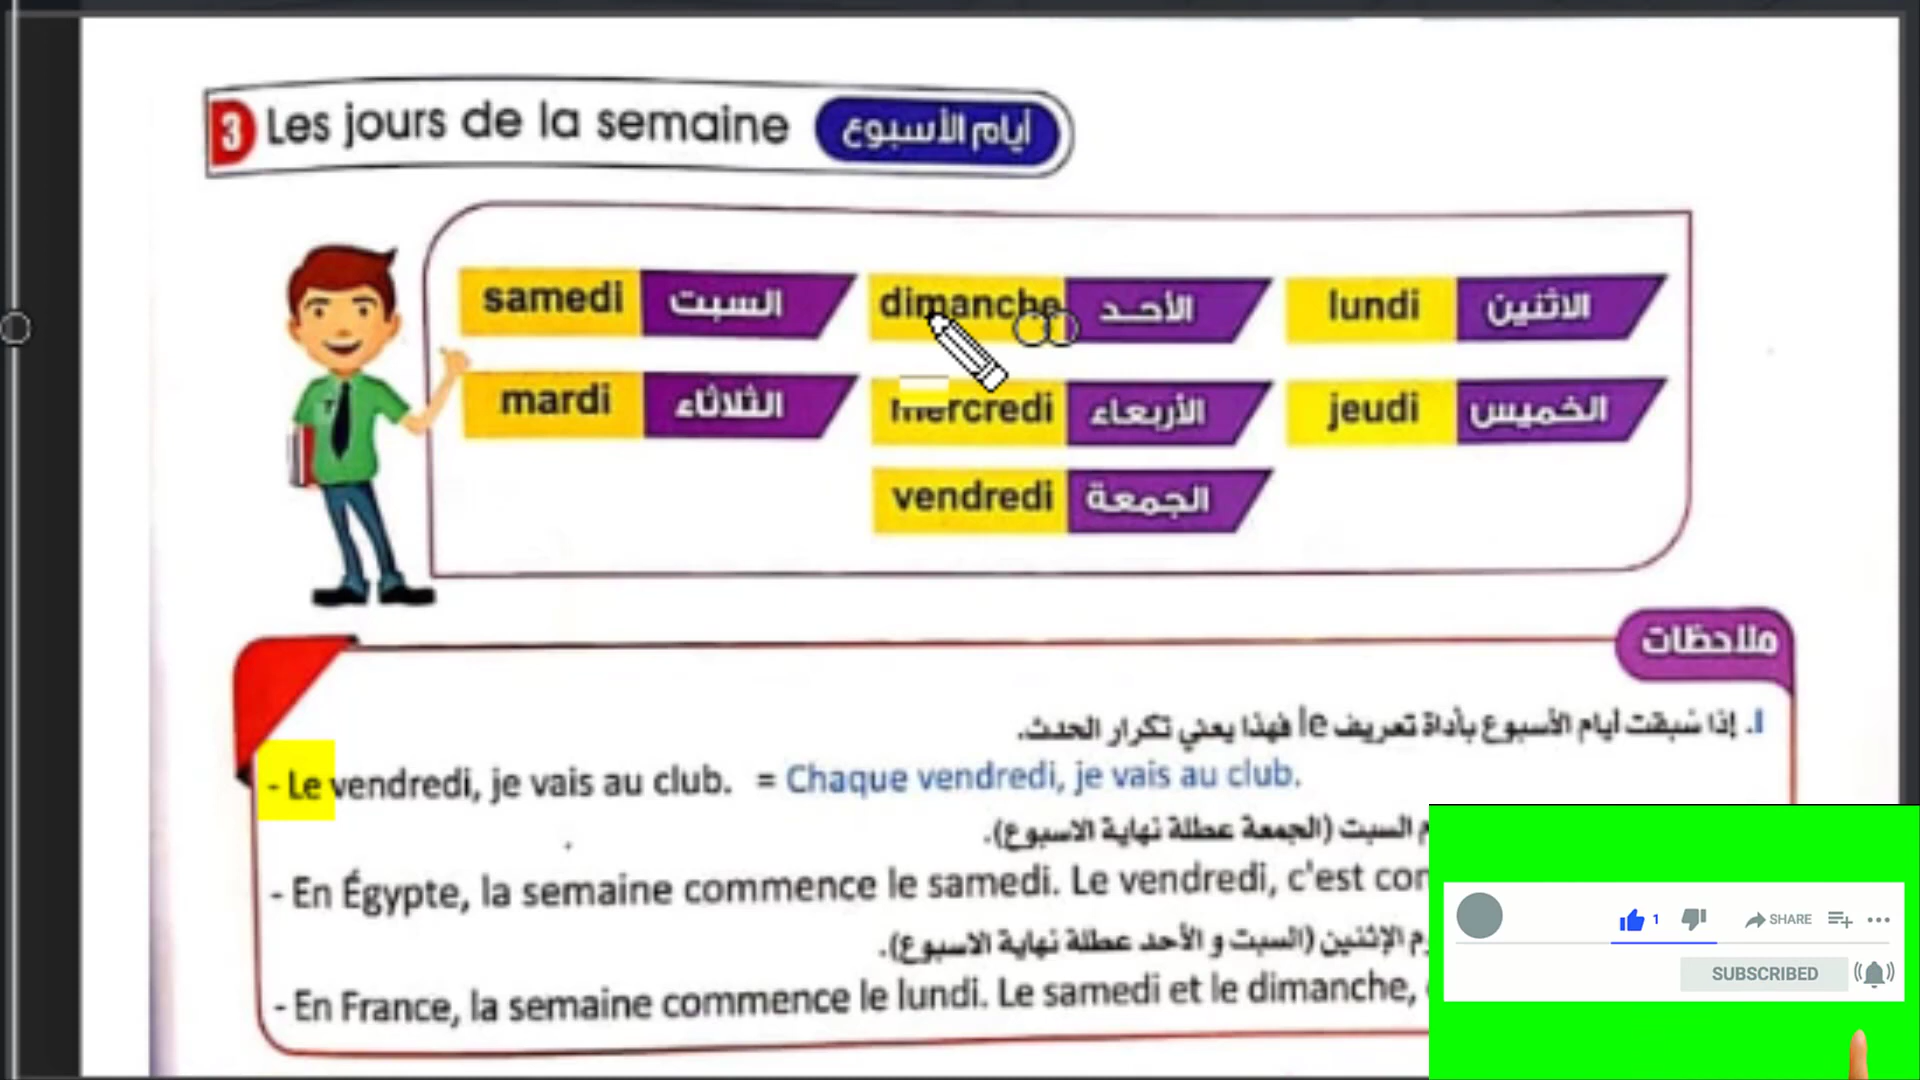 3 Les jours de la semaine أيام الأسبوع
samedi السبت dimanche الأحد lundi الاثنين
mardi الثلاثاء mercredi الأربعاء jeudi الخميس
vendredi الجمعة
ملاحظات
1. إذا سُبقت أيام الأسبوع بأداة تعريف le فهذا يعني تكرار الحدث.
- Le vendredi, je vais au club. = Chaque vendredi, je vais au club.
السبت (الجمعة عطلة نهاية الاسبوع).
- En Égypte, la semaine commence le samedi. Le vendredi, c'est
الإثنين (السبت و الأحد عطلة نهاية الاسبوع).
- En France, la semaine commence le lundi. Le samedi et le dimanche,
1 SHARE
SUBSCRIBED